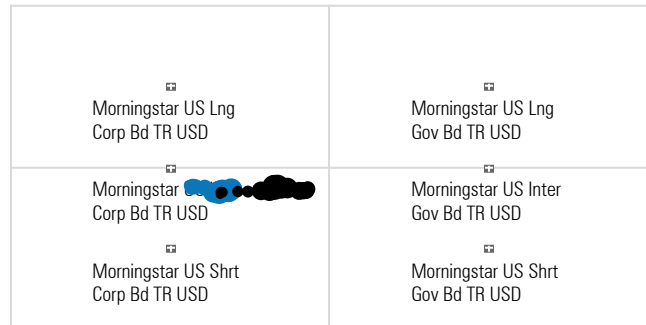 Morningstar US Lng
Corp Bd TR USD
Morningstar US Lng
Gov Bd TR USD
Morningstar
Corp Bd TR USD
Morningstar US Inter
Gov Bd TR USD
Morningstar US Shrt
Corp Bd TR USD
Morningstar US Shrt
Gov Bd TR USD